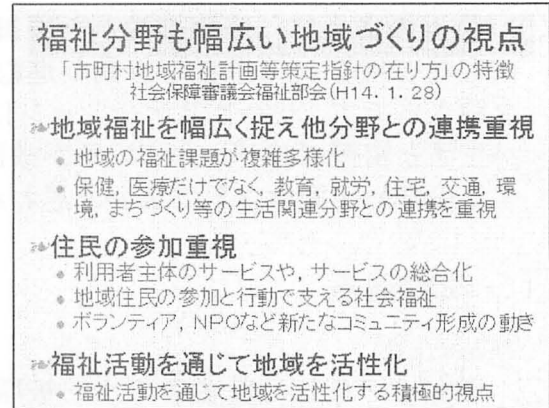 福祉分野も幅広い地域づくりの視点
「市町村地域福祉計画等策定指針の在り方」の特徴
社会保障審議会福祉部会(H14. 1. 28)
地域福祉を幅広く捉え他分野との連携重視
• 地域の福祉課題が複雑多様化
• 保健, 医療だけでなく, 教育, 就労, 住宅, 交通, 環
境, まちづくり等の生活関連分野との連携を重視
住民の参加重視
• 利用者主体のサービスや, サービスの総合化
• 地域住民の参加と行動で支える社会福祉
• ボランティア, NPOなど新たなコミュニティ形成の動き
福祉活動を通じて地域を活性化
• 福祉活動を通じて地域を活性化する積極的視点